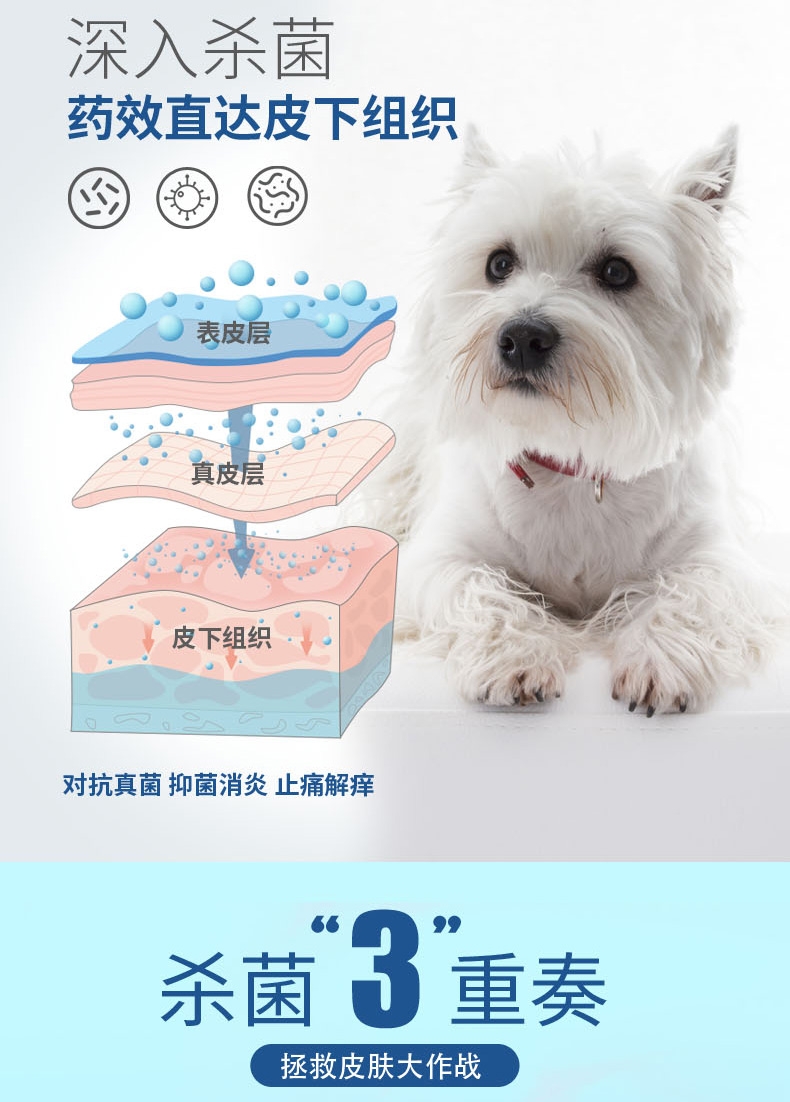 深入杀菌
药效直达皮下组织
表皮层
真皮层
皮下组织
对抗真菌 抑菌消炎 止痛解痒
杀菌“3”重奏
拯救皮肤大作战